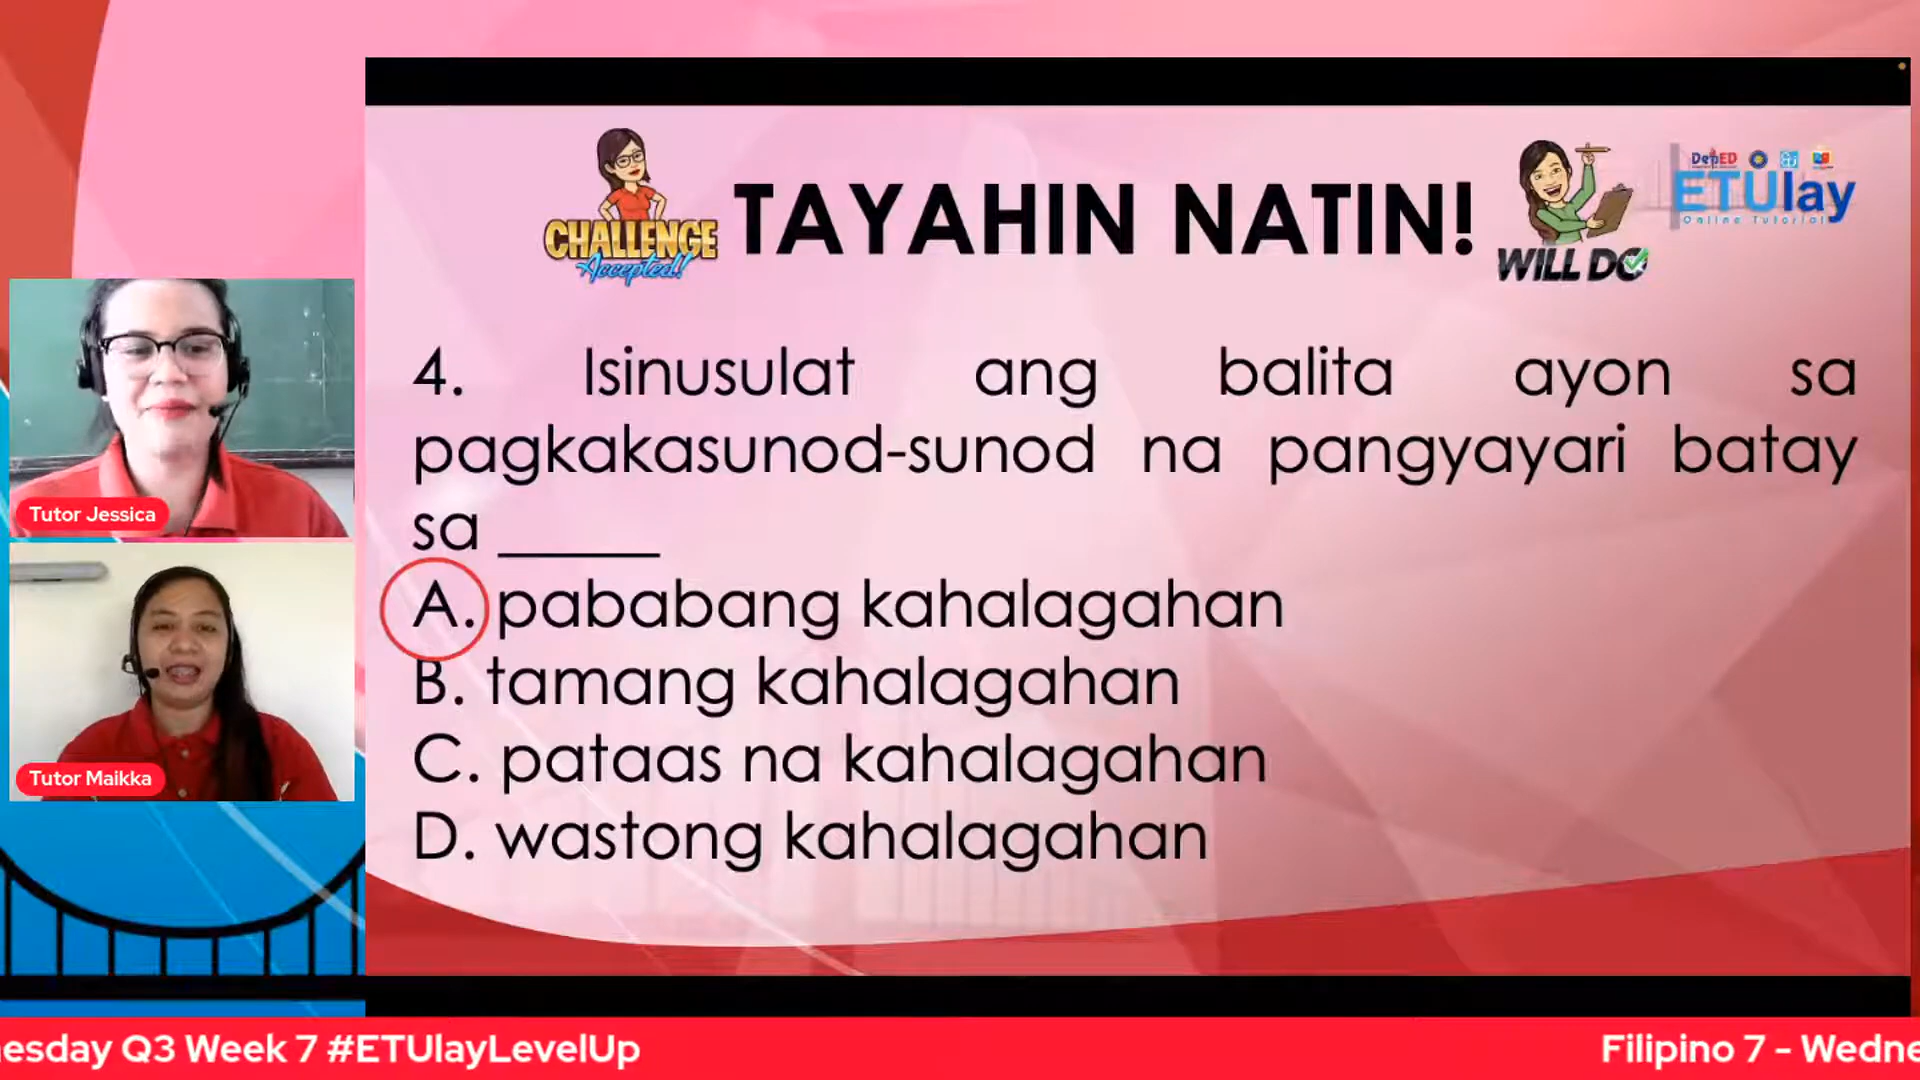 CHALLENGE
Accepted!
TAYAHIN NATIN!
WILL DO
DepED
ETUlay
Online Tutorial
4. Isinusulat ang balita ayon sa
pagkakasunod-sunod na pangyayari batay
sa _____
A. pababang kahalagahan
B. tamang kahalagahan
C. pataas na kahalagahan
D. wastong kahalagahan
Tutor Jessica
Tutor Maikka
esday Q3 Week 7 #ETUlayLevelUp
Filipino 7 - Wedne